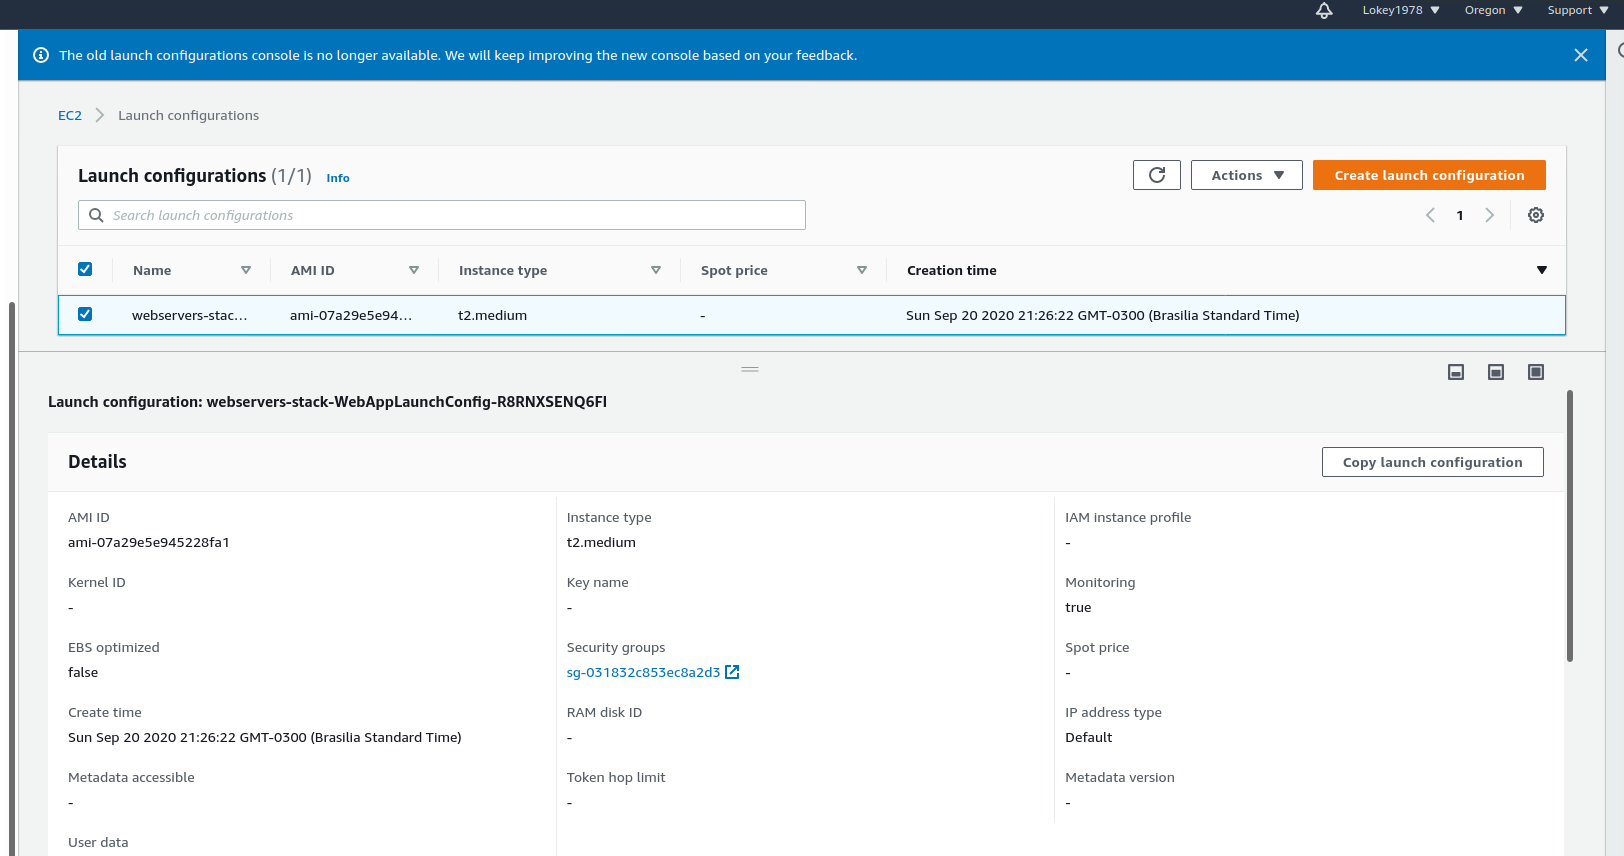 Lokey1978 Oregon Support
The old launch configurations console is no longer available. We will keep improving the new console based on your feedback.
EC2 Launch configurations
Launch configurations (1/1) Info
Actions
Create launch configuration
Search launch configurations
1
Name AMI ID Instance type Spot price Creation time
webservers-stac... ami-07a29e5e94... t2.medium - Sun Sep 20 2020 21:26:22 GMT-0300 (Brasilia Standard Time)
Launch configuration: webservers-stack-WebAppLaunchConfig-R8RNXSENQ6FI
Details
Copy launch configuration
AMI ID Instance type IAM instance profile
ami-07a29e5e945228fa1 t2.medium -
Kernel ID Key name Monitoring
- - true
EBS optimized Security groups Spot price
false sg-031832c853ec8a2d3 -
Create time RAM disk ID IP address type
Sun Sep 20 2020 21:26:22 GMT-0300 (Brasilia Standard Time) - Default
Metadata accessible Token hop limit Metadata version
- - -
User data